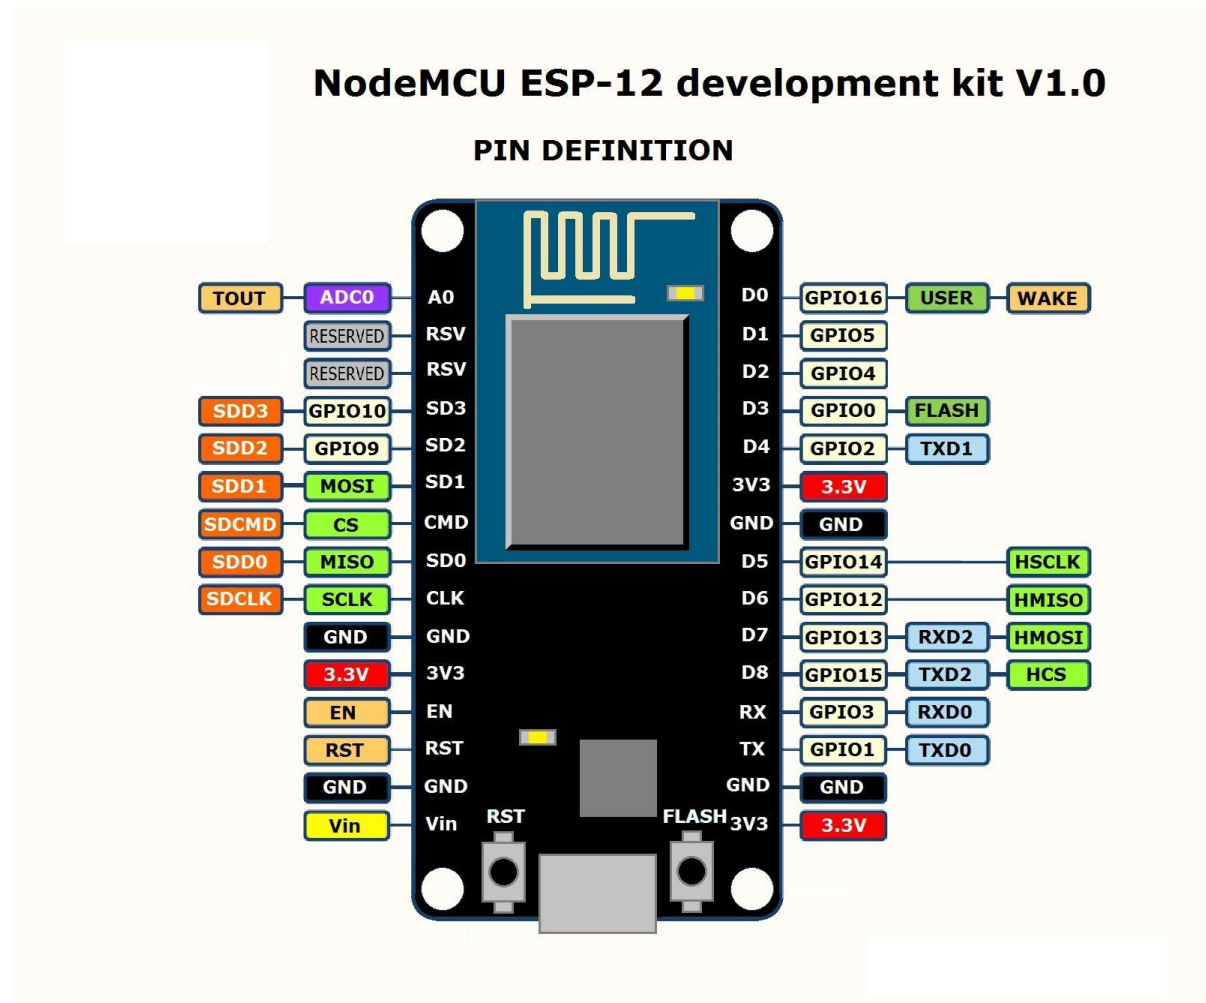 NodeMCU ESP-12 development kit V1.0
PIN DEFINITION
TOUT ADC0 A0 D0 GPIO16 USER WAKE
RESERVED RSV D1 GPIO5
RESERVED RSV D2 GPIO4
SDD3 GPIO10 SD3 D3 GPIO0 FLASH
SDD2 GPIO9 SD2 D4 GPIO2 TXD1
SDD1 MOSI SD1 3V3 3.3V
SDCMD CS CMD GND GND
SDD0 MISO SD0 D5 GPIO14 HSCLK
SDCLK SCLK CLK D6 GPIO12 HMISO
GND GND D7 GPIO13 RXD2 HMOSI
3.3V 3V3 D8 GPIO15 TXD2 HCS
EN EN RX GPIO3 RXD0
RST RST TX GPIO1 TXD0
GND GND GND GND
RST FLASH
Vin Vin 3V3 3.3V